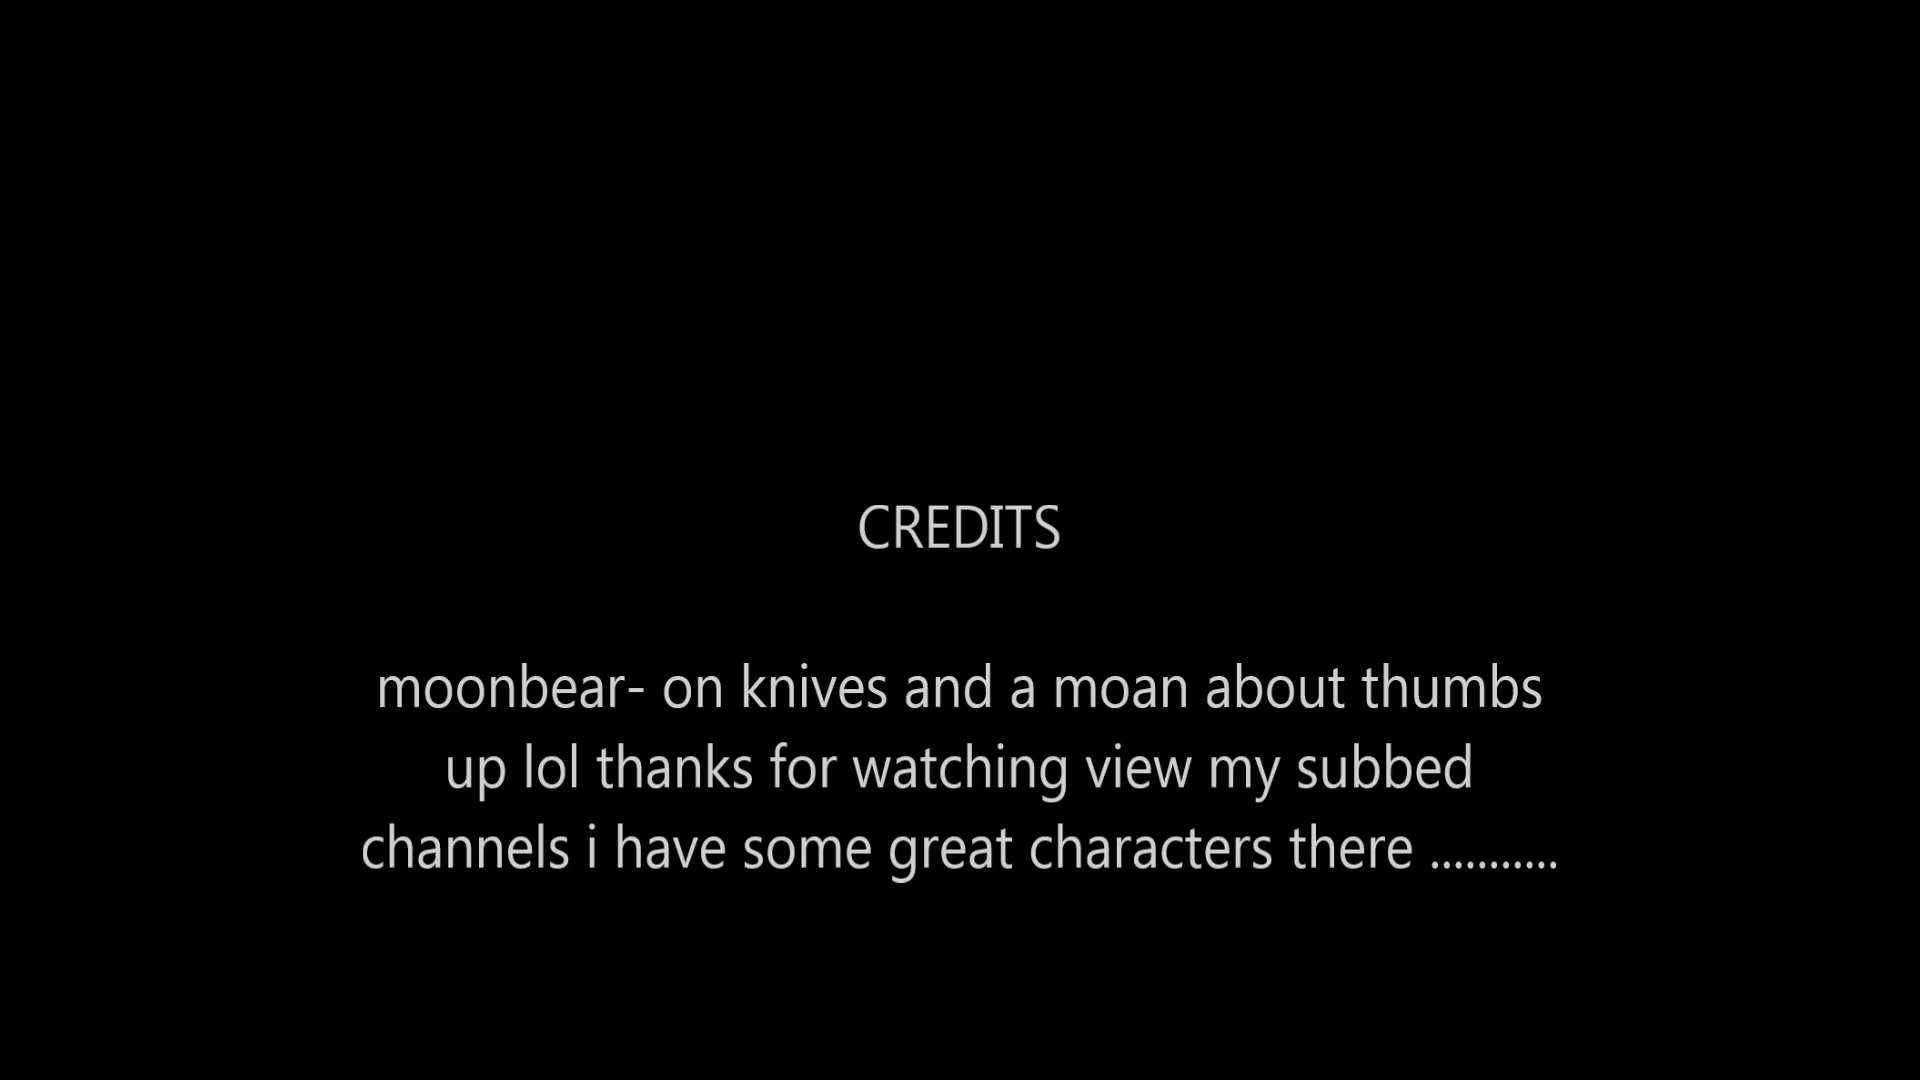 CREDITS
moonbear- on knives and a moan about thumbs
up lol thanks for watching view my subbed
channels i have some great characters there ...........